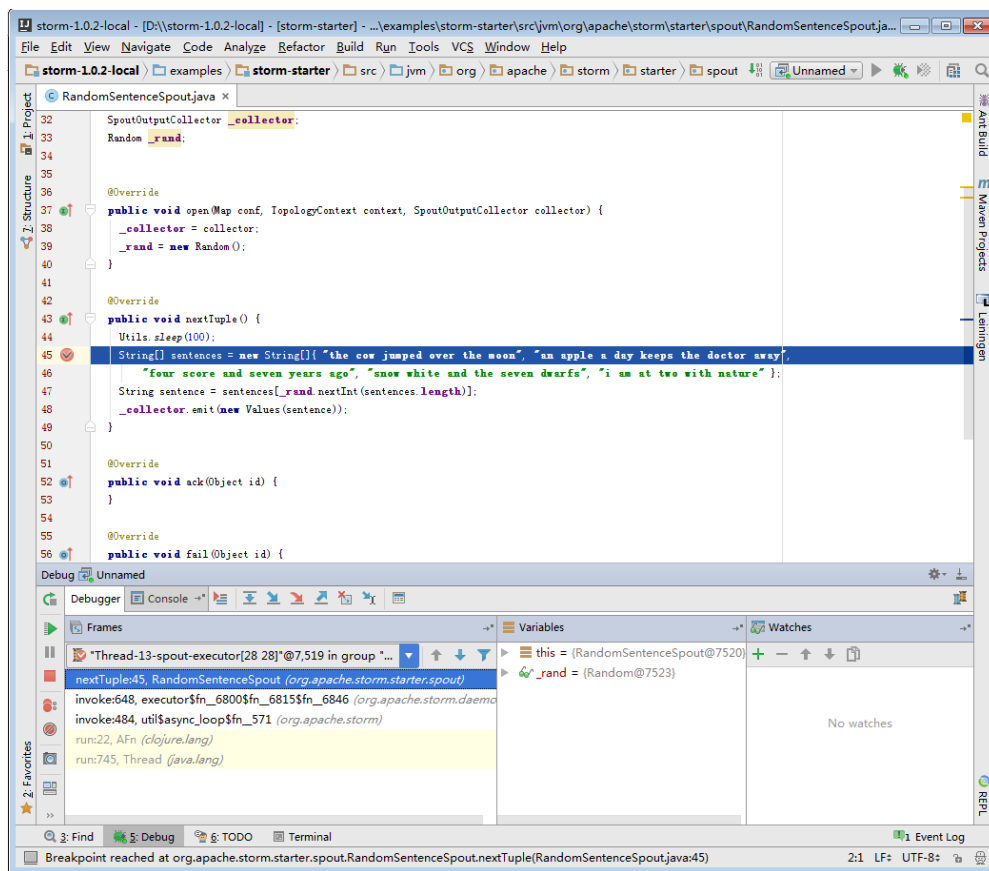 storm-1.0.2-local - [D:\\storm-1.0.2-local] - [storm-starter] - ...\examples\storm-starter\src\jvm\org\apache\storm\starter\spout\RandomSentenceSpout.ja...
File Edit View Navigate Code Analyze Refactor Build Run Tools VCS Window Help
storm-1.0.2-local examples storm-starter src jvm org apache storm starter spout Unnamed
1: Project
7: Structure
2: Favorites
RandomSentenceSpout.java ×
32 SpoutOutputCollector _collector;
33 Random _rand;
34
35
36 @Override
37 public void open(Map conf, TopologyContext context, SpoutOutputCollector collector) {
38 _collector = collector;
39 _rand = new Random();
40 }
41
42 @Override
43 public void nextTuple() {
44 Utils.sleep(100);
45 String[] sentences = new String[]{ "the cow jumped over the moon", "an apple a day keeps the doctor away",
46 "four score and seven years ago", "snow white and the seven dwarfs", "i am at two with nature" };
47 String sentence = sentences[_rand.nextInt(sentences.length)];
48 _collector.emit(new Values(sentence));
49 }
50
51 @Override
52 public void ack(Object id) {
53 }
54
55 @Override
56 public void fail(Object id) {
Ant Build
Maven Projects
Leiningen
REPL
Debug Unnamed
Debugger Console
Frames
"Thread-13-spout-executor[28 28]"@7,519 in group "...
nextTuple:45, RandomSentenceSpout (org.apache.storm.starter.spout)
invoke:648, executor$fn__6800$fn__6815$fn__6846 (org.apache.storm.daemo
invoke:484, util$async_loop$fn__571 (org.apache.storm)
run:22, AFn (clojure.lang)
run:745, Thread (java.lang)
Variables
this = {RandomSentenceSpout@7520}
_rand = {Random@7523}
Watches
No watches
3: Find 5: Debug 6: TODO Terminal 1 Event Log
Breakpoint reached at org.apache.storm.starter.spout.RandomSentenceSpout.nextTuple(RandomSentenceSpout.java:45) 2:1 LF UTF-8